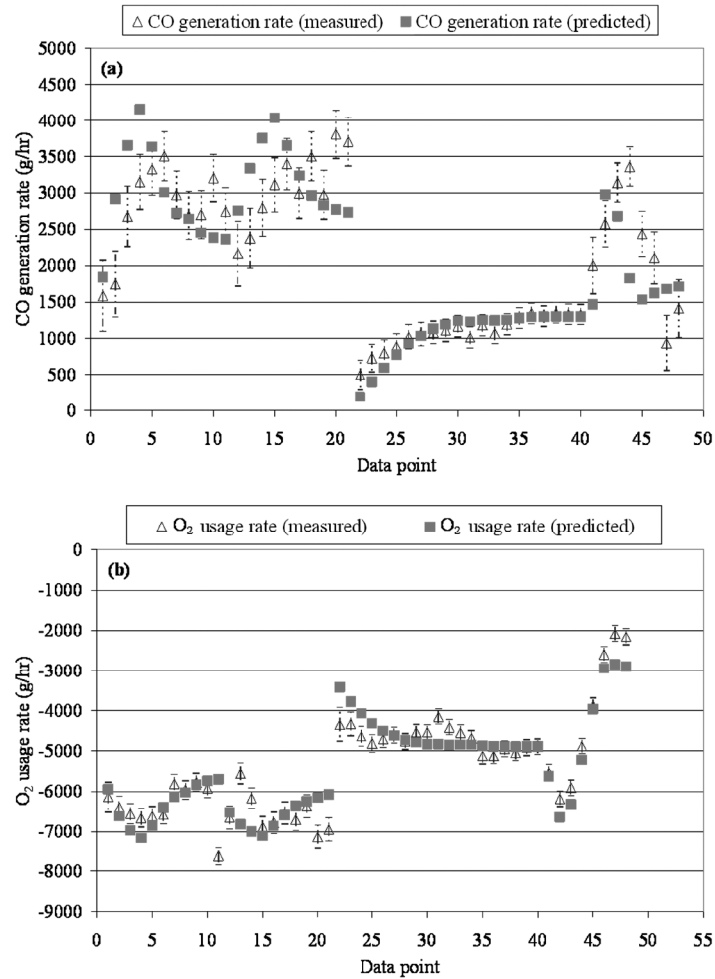 CO generation rate (measured) CO generation rate (predicted)
(a)
CO generation rate (g/hr)
5000
4500
4000
3500
3000
2500
2000
1500
1000
500
0
0 5 10 15 20 25 30 35 40 45 50
Data point
O₂ usage rate (measured) O₂ usage rate (predicted)
(b)
O₂ usage rate (g/hr)
0
-1000
-2000
-3000
-4000
-5000
-6000
-7000
-8000
-9000
0 5 10 15 20 25 30 35 40 45 50 55
Data point